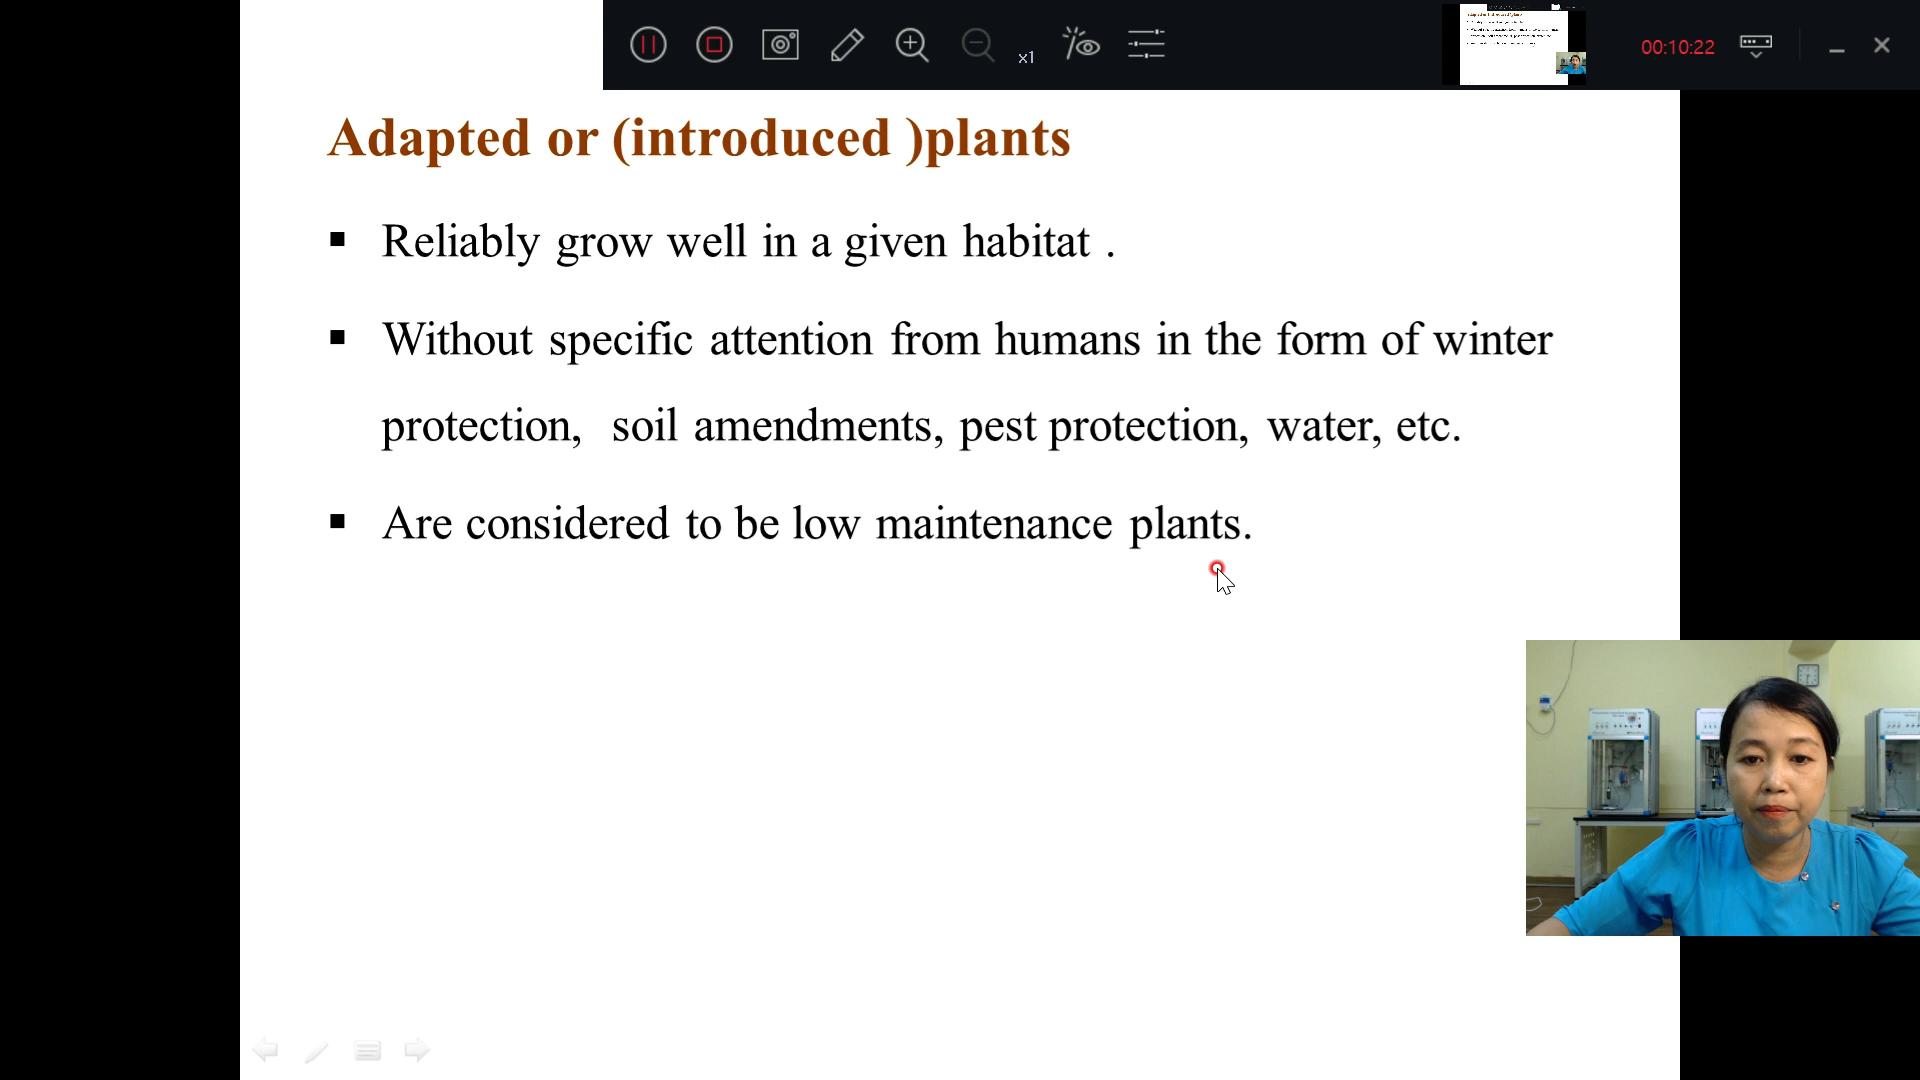 x1
00:10:22
Adapted or (introduced )plants
▪ Reliably grow well in a given habitat .
▪ Without specific attention from humans in the form of winter
protection, soil amendments, pest protection, water, etc.
▪ Are considered to be low maintenance plants.